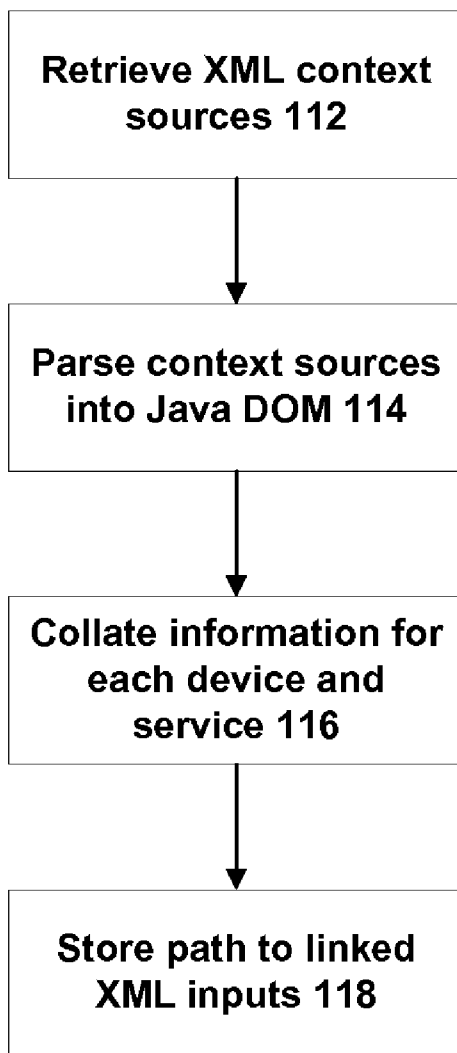 Retrieve XML context
sources 112
Parse context sources
into Java DOM 114
Collate information for
each device and
service 116
Store path to linked
XML inputs 118